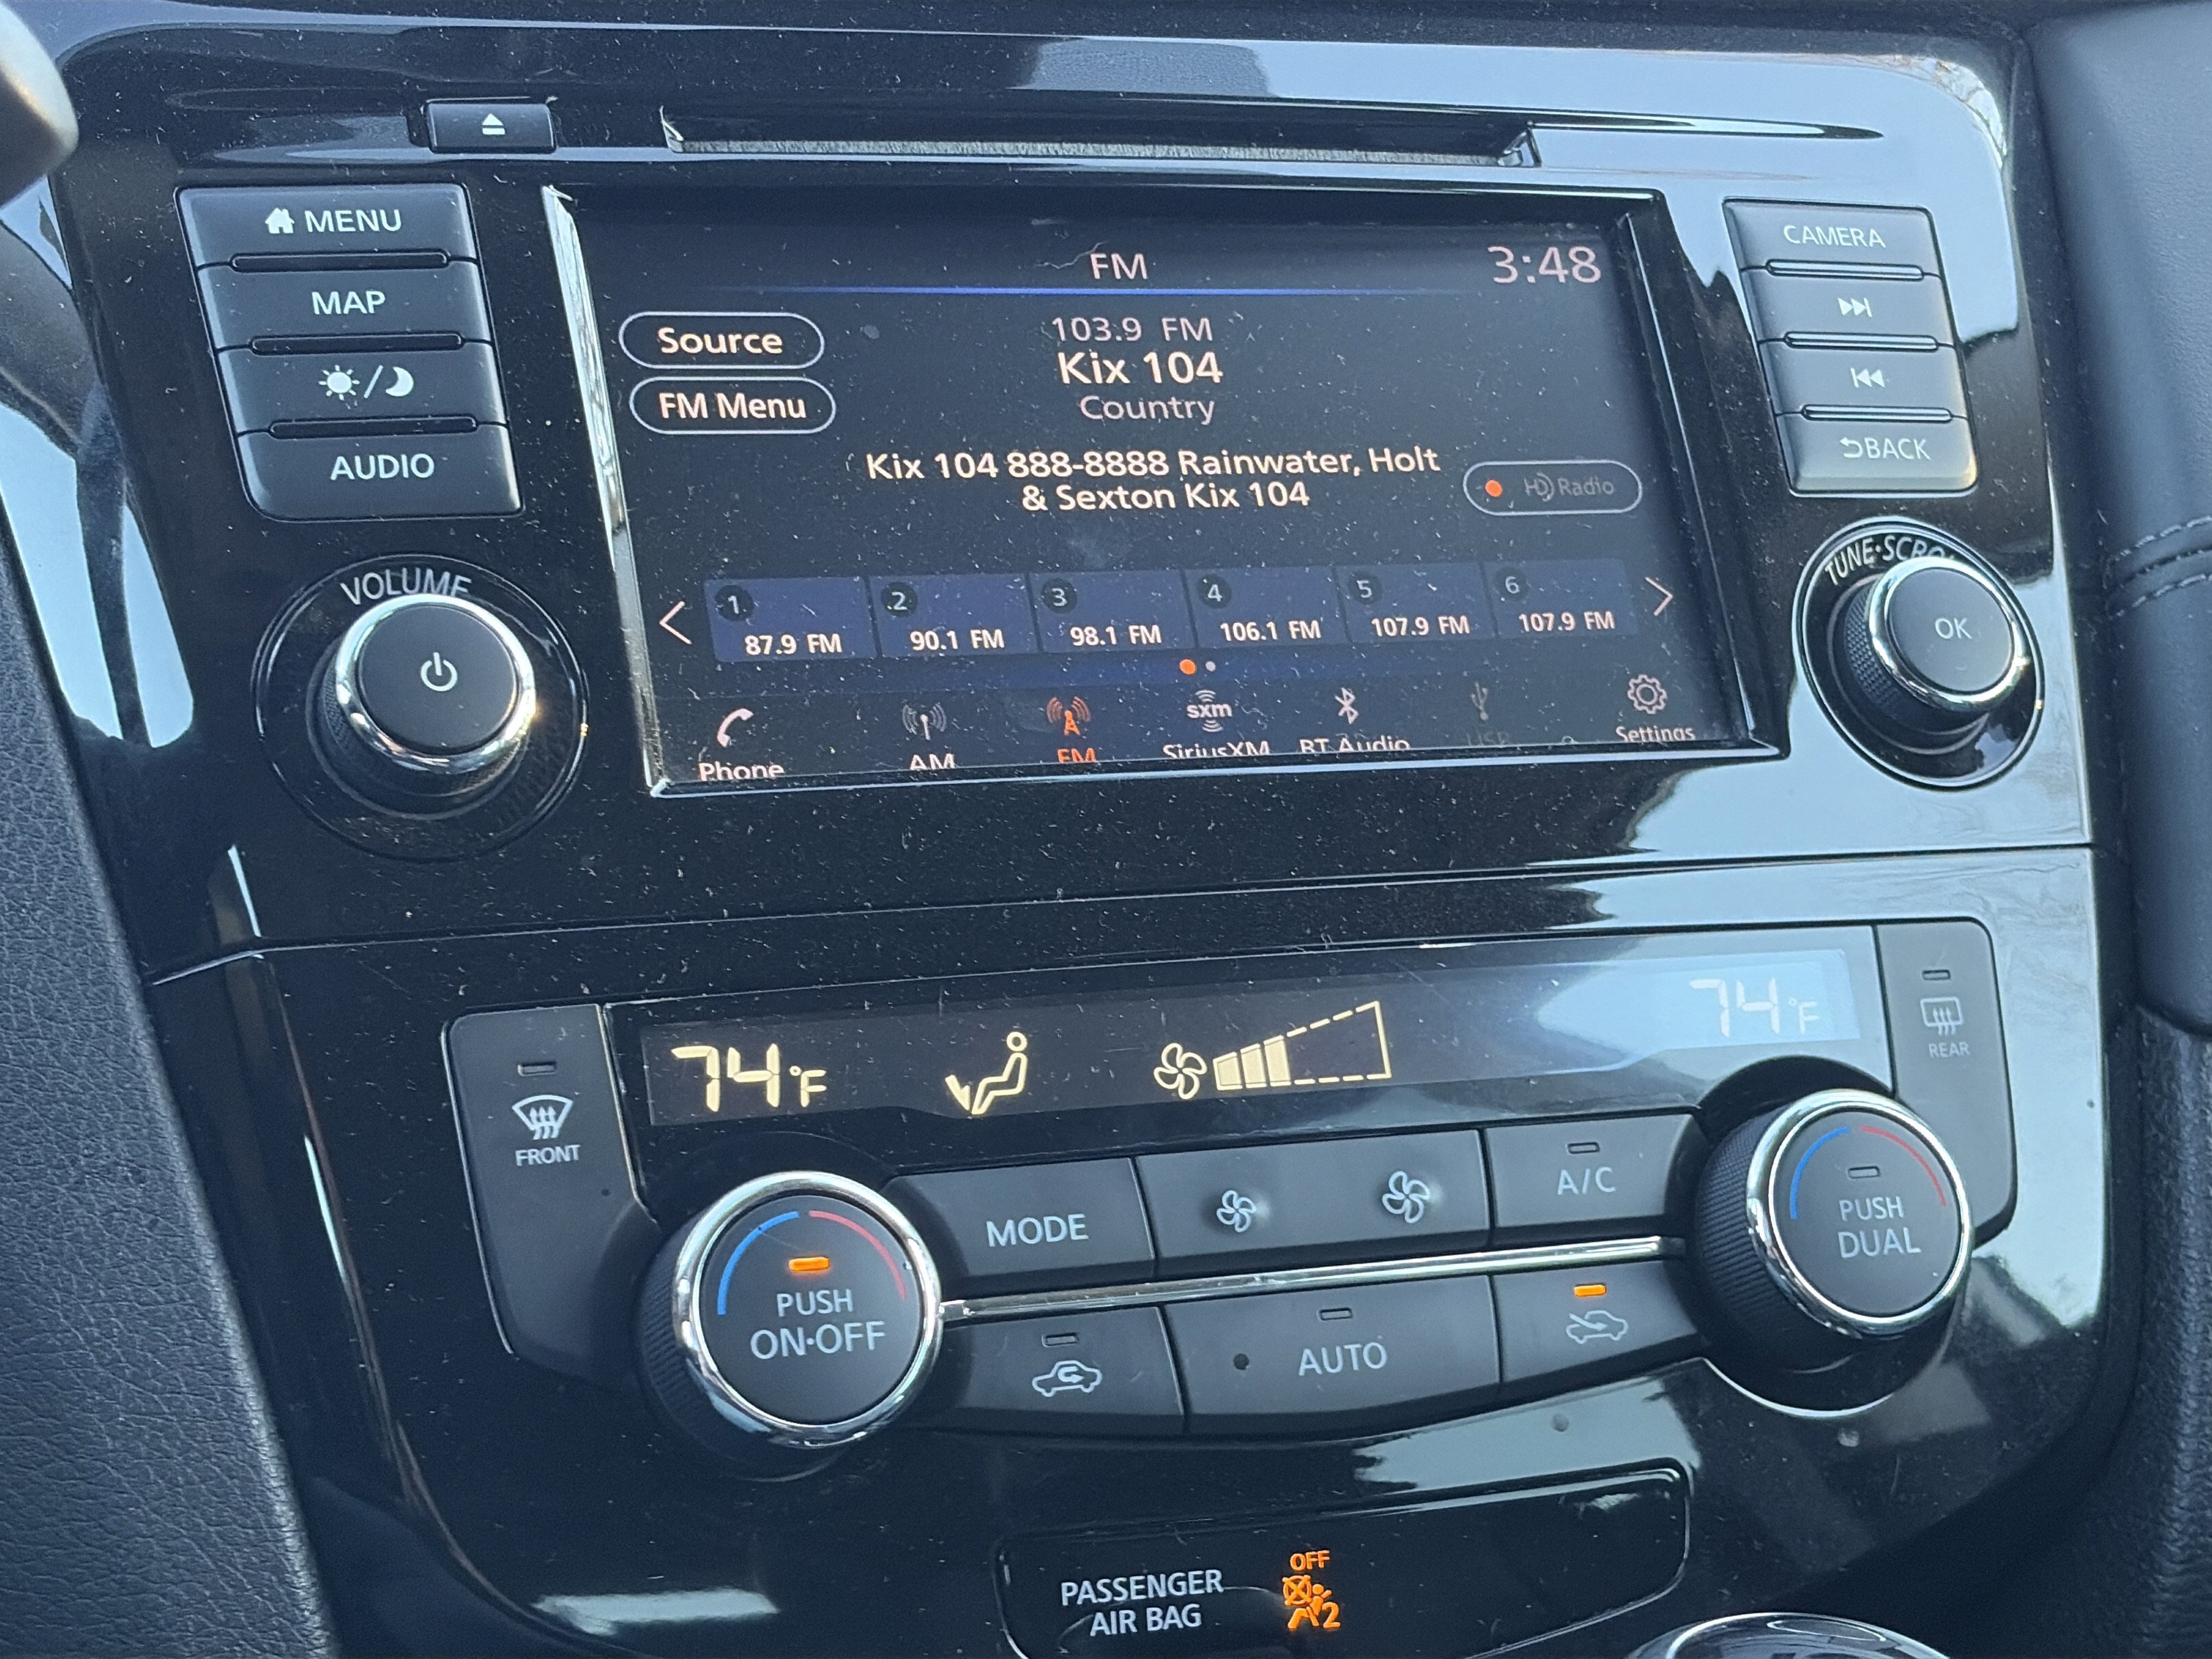 MENU
MAP
AUDIO
VOLUME
FM
3:48
Source
FM Menu
103.9 FM
Kix 104
Country
Kix 104 888-8888 Rainwater, Holt
& Sexton Kix 104
HD Radio
1 2 3 4 5 6
87.9 FM 90.1 FM 98.1 FM 106.1 FM 107.9 FM 107.9 FM
Phone AM FM sxm SiriusXM BT Audio USB Settings
CAMERA
BACK
TUNE·SCRO
OK
74°F 74°F
FRONT
REAR
MODE
A/C
PUSH
ON·OFF
AUTO
PUSH
DUAL
PASSENGER
AIR BAG
OFF
2